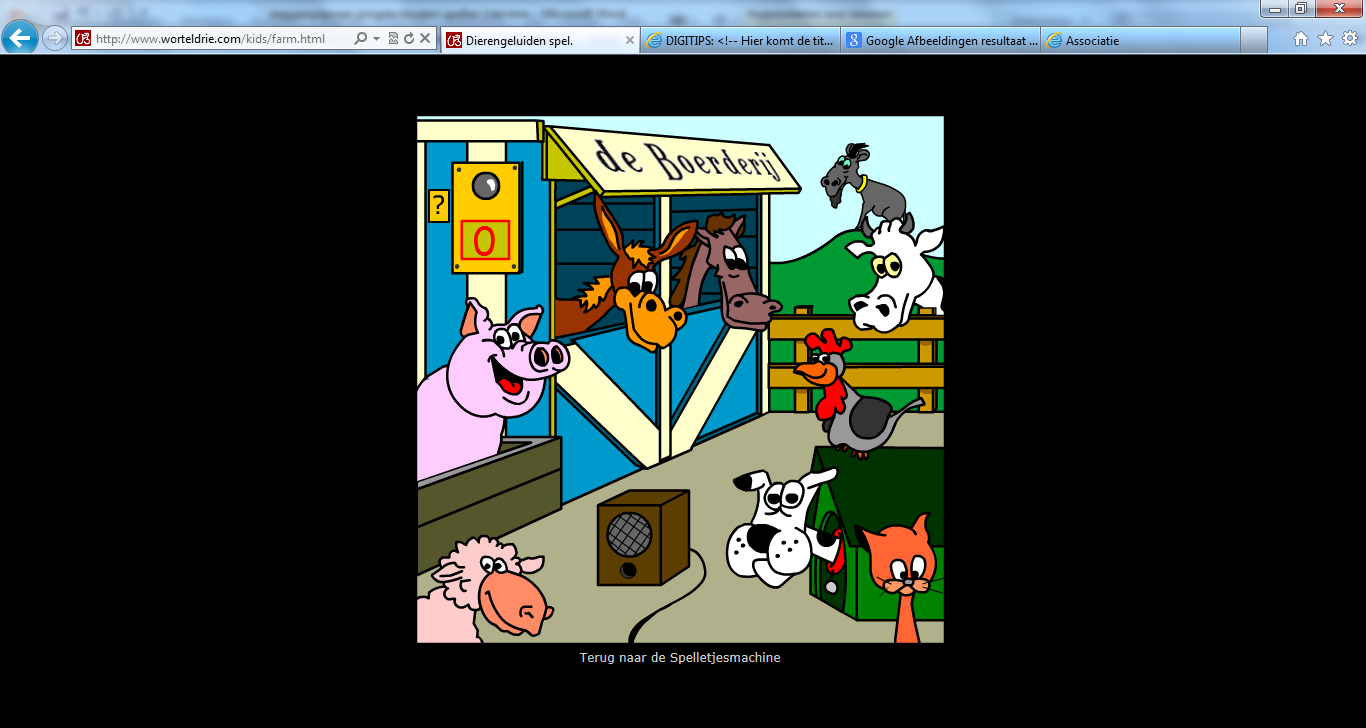 http://www.worteldrie.com/kids/farm.html
Dierengeluiden spel.
DIGITIPS: <!-- Hier komt de tit...
Google Afbeeldingen resultaat ...
Associatie
de Boerderij
?
0
Terug naar de Spelletjesmachine